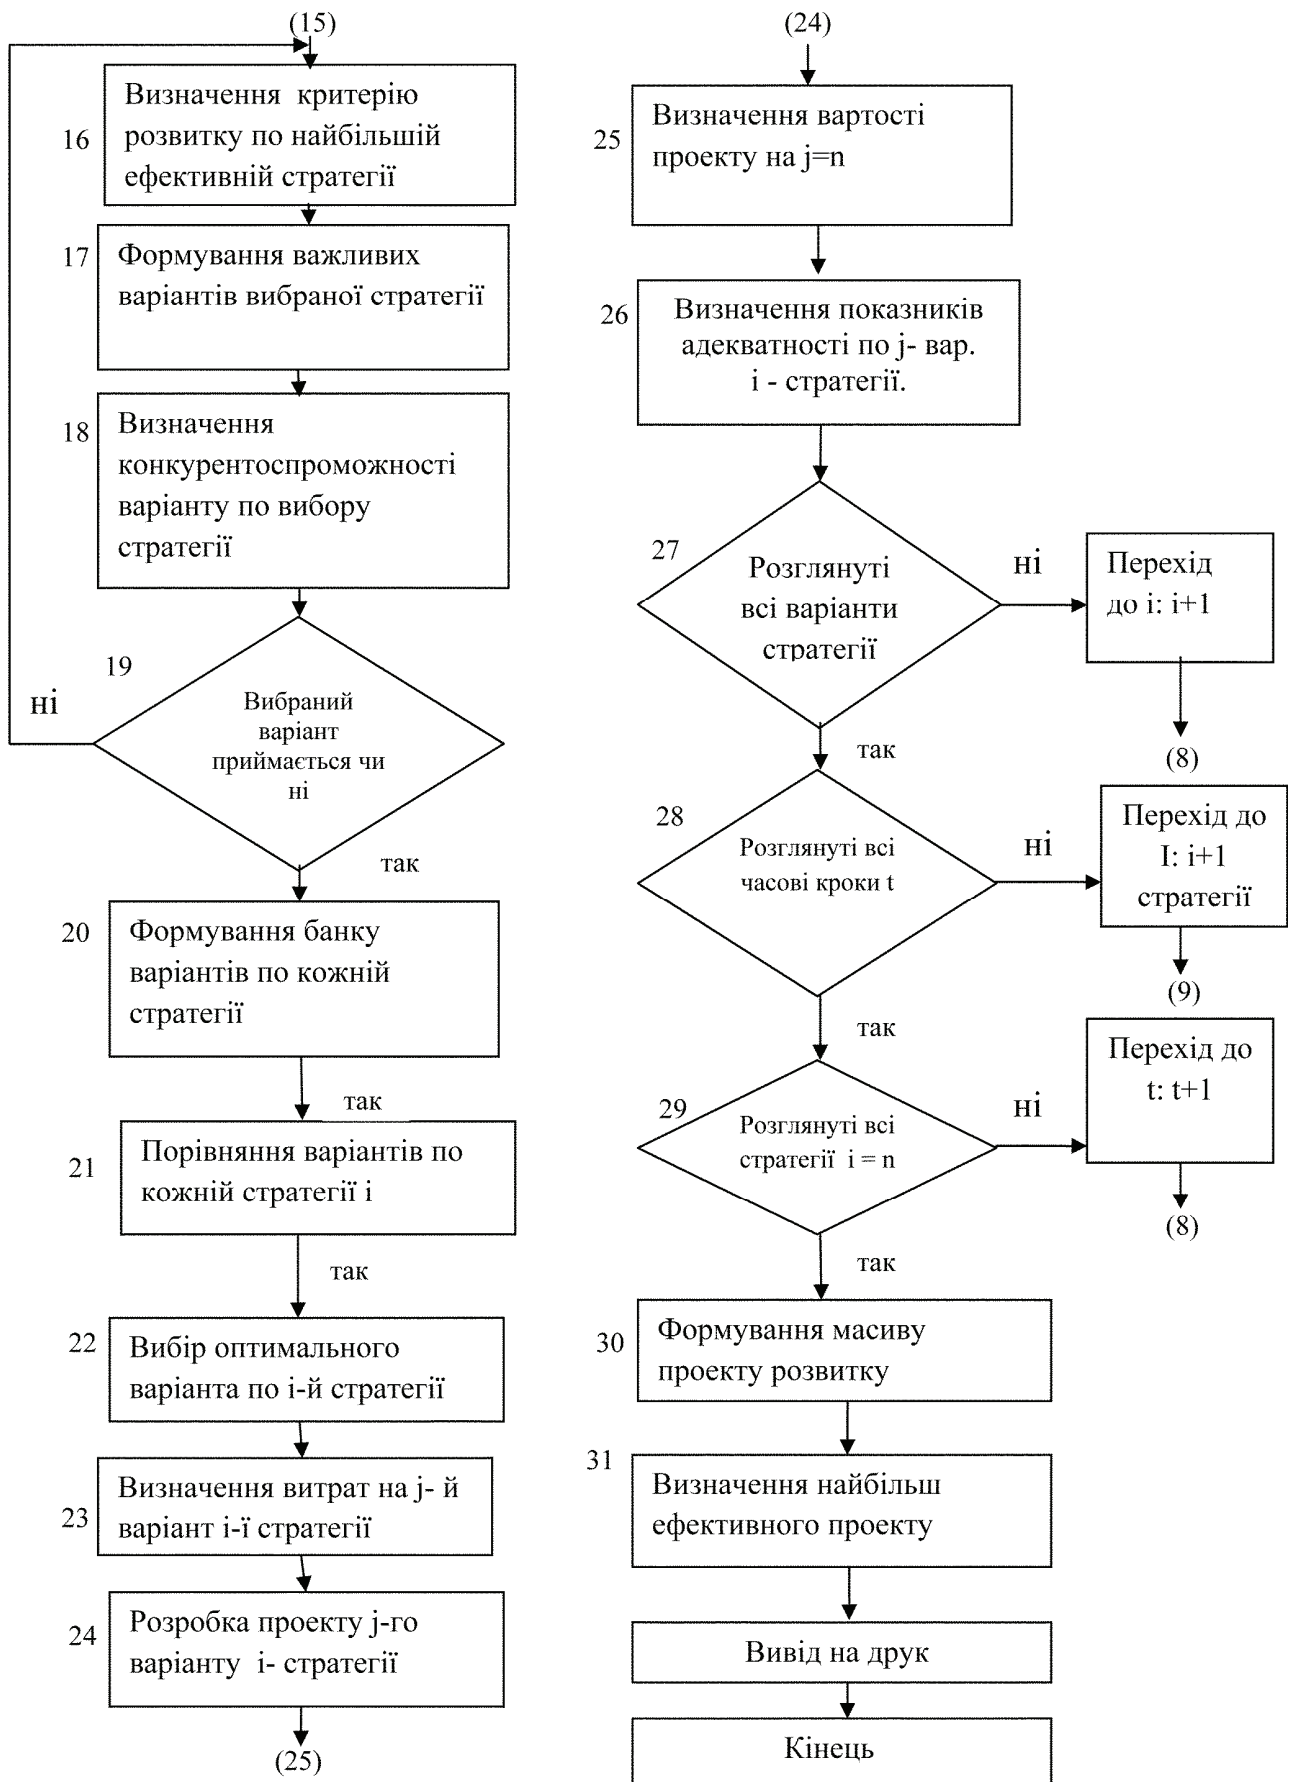 (15)
16
Визначення критерію
розвитку по найбільшій
ефективній стратегії
17
Формування важливих
варіантів вибраної стратегії
18
Визначення
конкурентоспроможності
варіанту по вибору
стратегії
19
ні
Вибраний
варіант
приймається чи
ні
так
20
Формування банку
варіантів по кожній
стратегії
так
21
Порівняння варіантів по
кожній стратегії і
так
22
Вибір оптимального
варіанта по і-й стратегії
23
Визначення витрат на j- й
варіант і-ї стратегії
24
Розробка проекту j-го
варіанту і- стратегії
(25)
(24)
25
Визначення вартості
проекту на j=n
26
Визначення показників
адекватності по j- вар.
і - стратегії.
27
Розглянуті
всі варіанти
стратегії
ні
Перехід
до і: і+1
(8)
так
28
Розглянуті всі
часові кроки t
ні
Перехід до
I: і+1
стратегії
(9)
так
29
Розглянуті всі
стратегії і = n
ні
Перехід до
t: t+1
(8)
так
30
Формування масиву
проекту розвитку
31
Визначення найбільш
ефективного проекту
Вивід на друк
Кінець